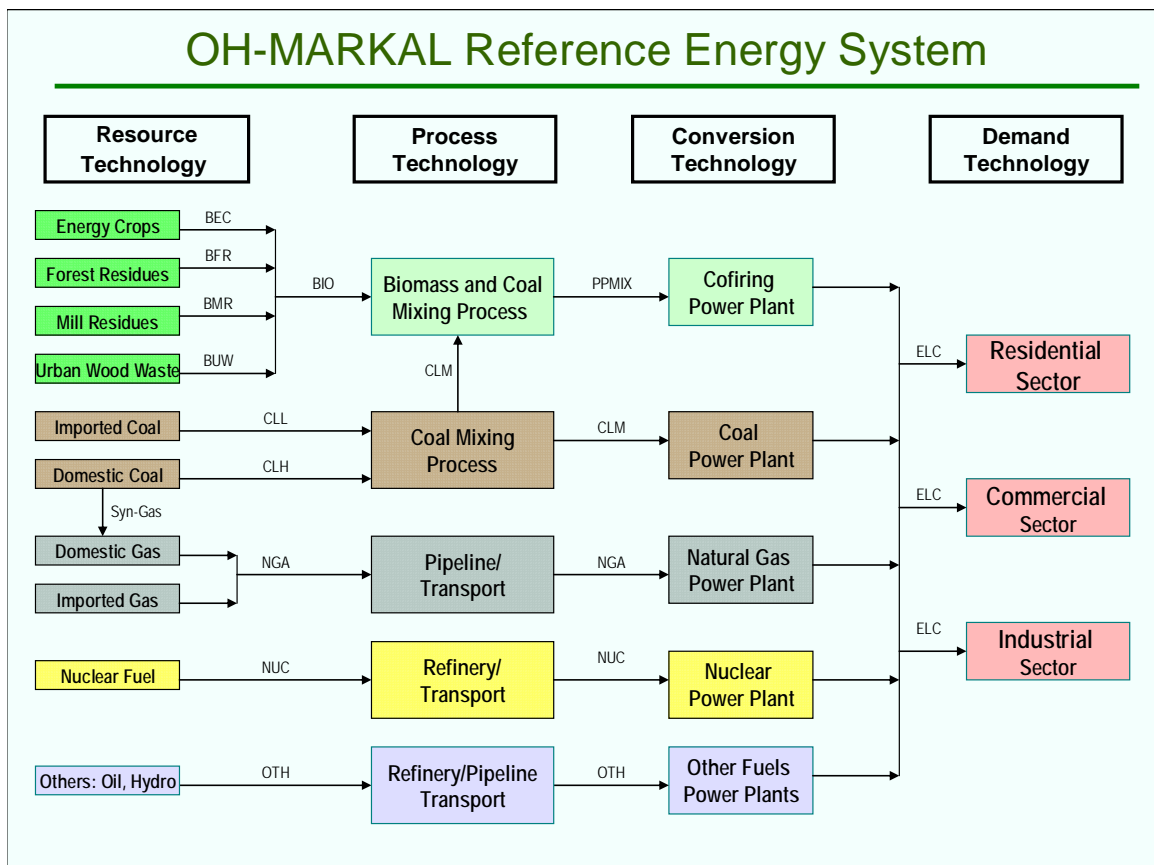 OH-MARKAL Reference Energy System
Resource
Technology
Process
Technology
Conversion
Technology
Demand
Technology
Energy Crops
BEC
Forest Residues
BFR
Mill Residues
BMR
Urban Wood Waste
BUW
BIO
Biomass and Coal
Mixing Process
PPMIX
Cofiring
Power Plant
CLM
Imported Coal
CLL
Domestic Coal
CLH
Coal Mixing
Process
CLM
Coal
Power Plant
Syn-Gas
Domestic Gas
Imported Gas
NGA
Pipeline/
Transport
NGA
Natural Gas
Power Plant
Nuclear Fuel
NUC
Refinery/
Transport
NUC
Nuclear
Power Plant
Others: Oil, Hydro
OTH
Refinery/Pipeline
Transport
OTH
Other Fuels
Power Plants
ELC
Residential
Sector
ELC
Commercial
Sector
ELC
Industrial
Sector